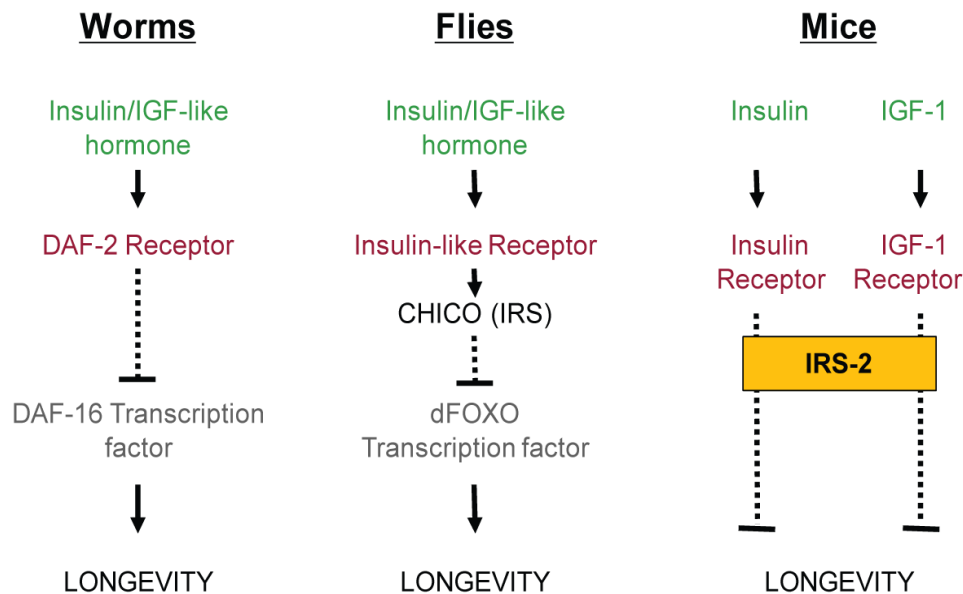 Worms
Insulin/IGF-like
hormone
DAF-2 Receptor
DAF-16 Transcription
factor
LONGEVITY
Flies
Insulin/IGF-like
hormone
Insulin-like Receptor
CHICO (IRS)
dFOXO
Transcription factor
LONGEVITY
Mice
Insulin
IGF-1
Insulin
Receptor
IGF-1
Receptor
IRS-2
LONGEVITY